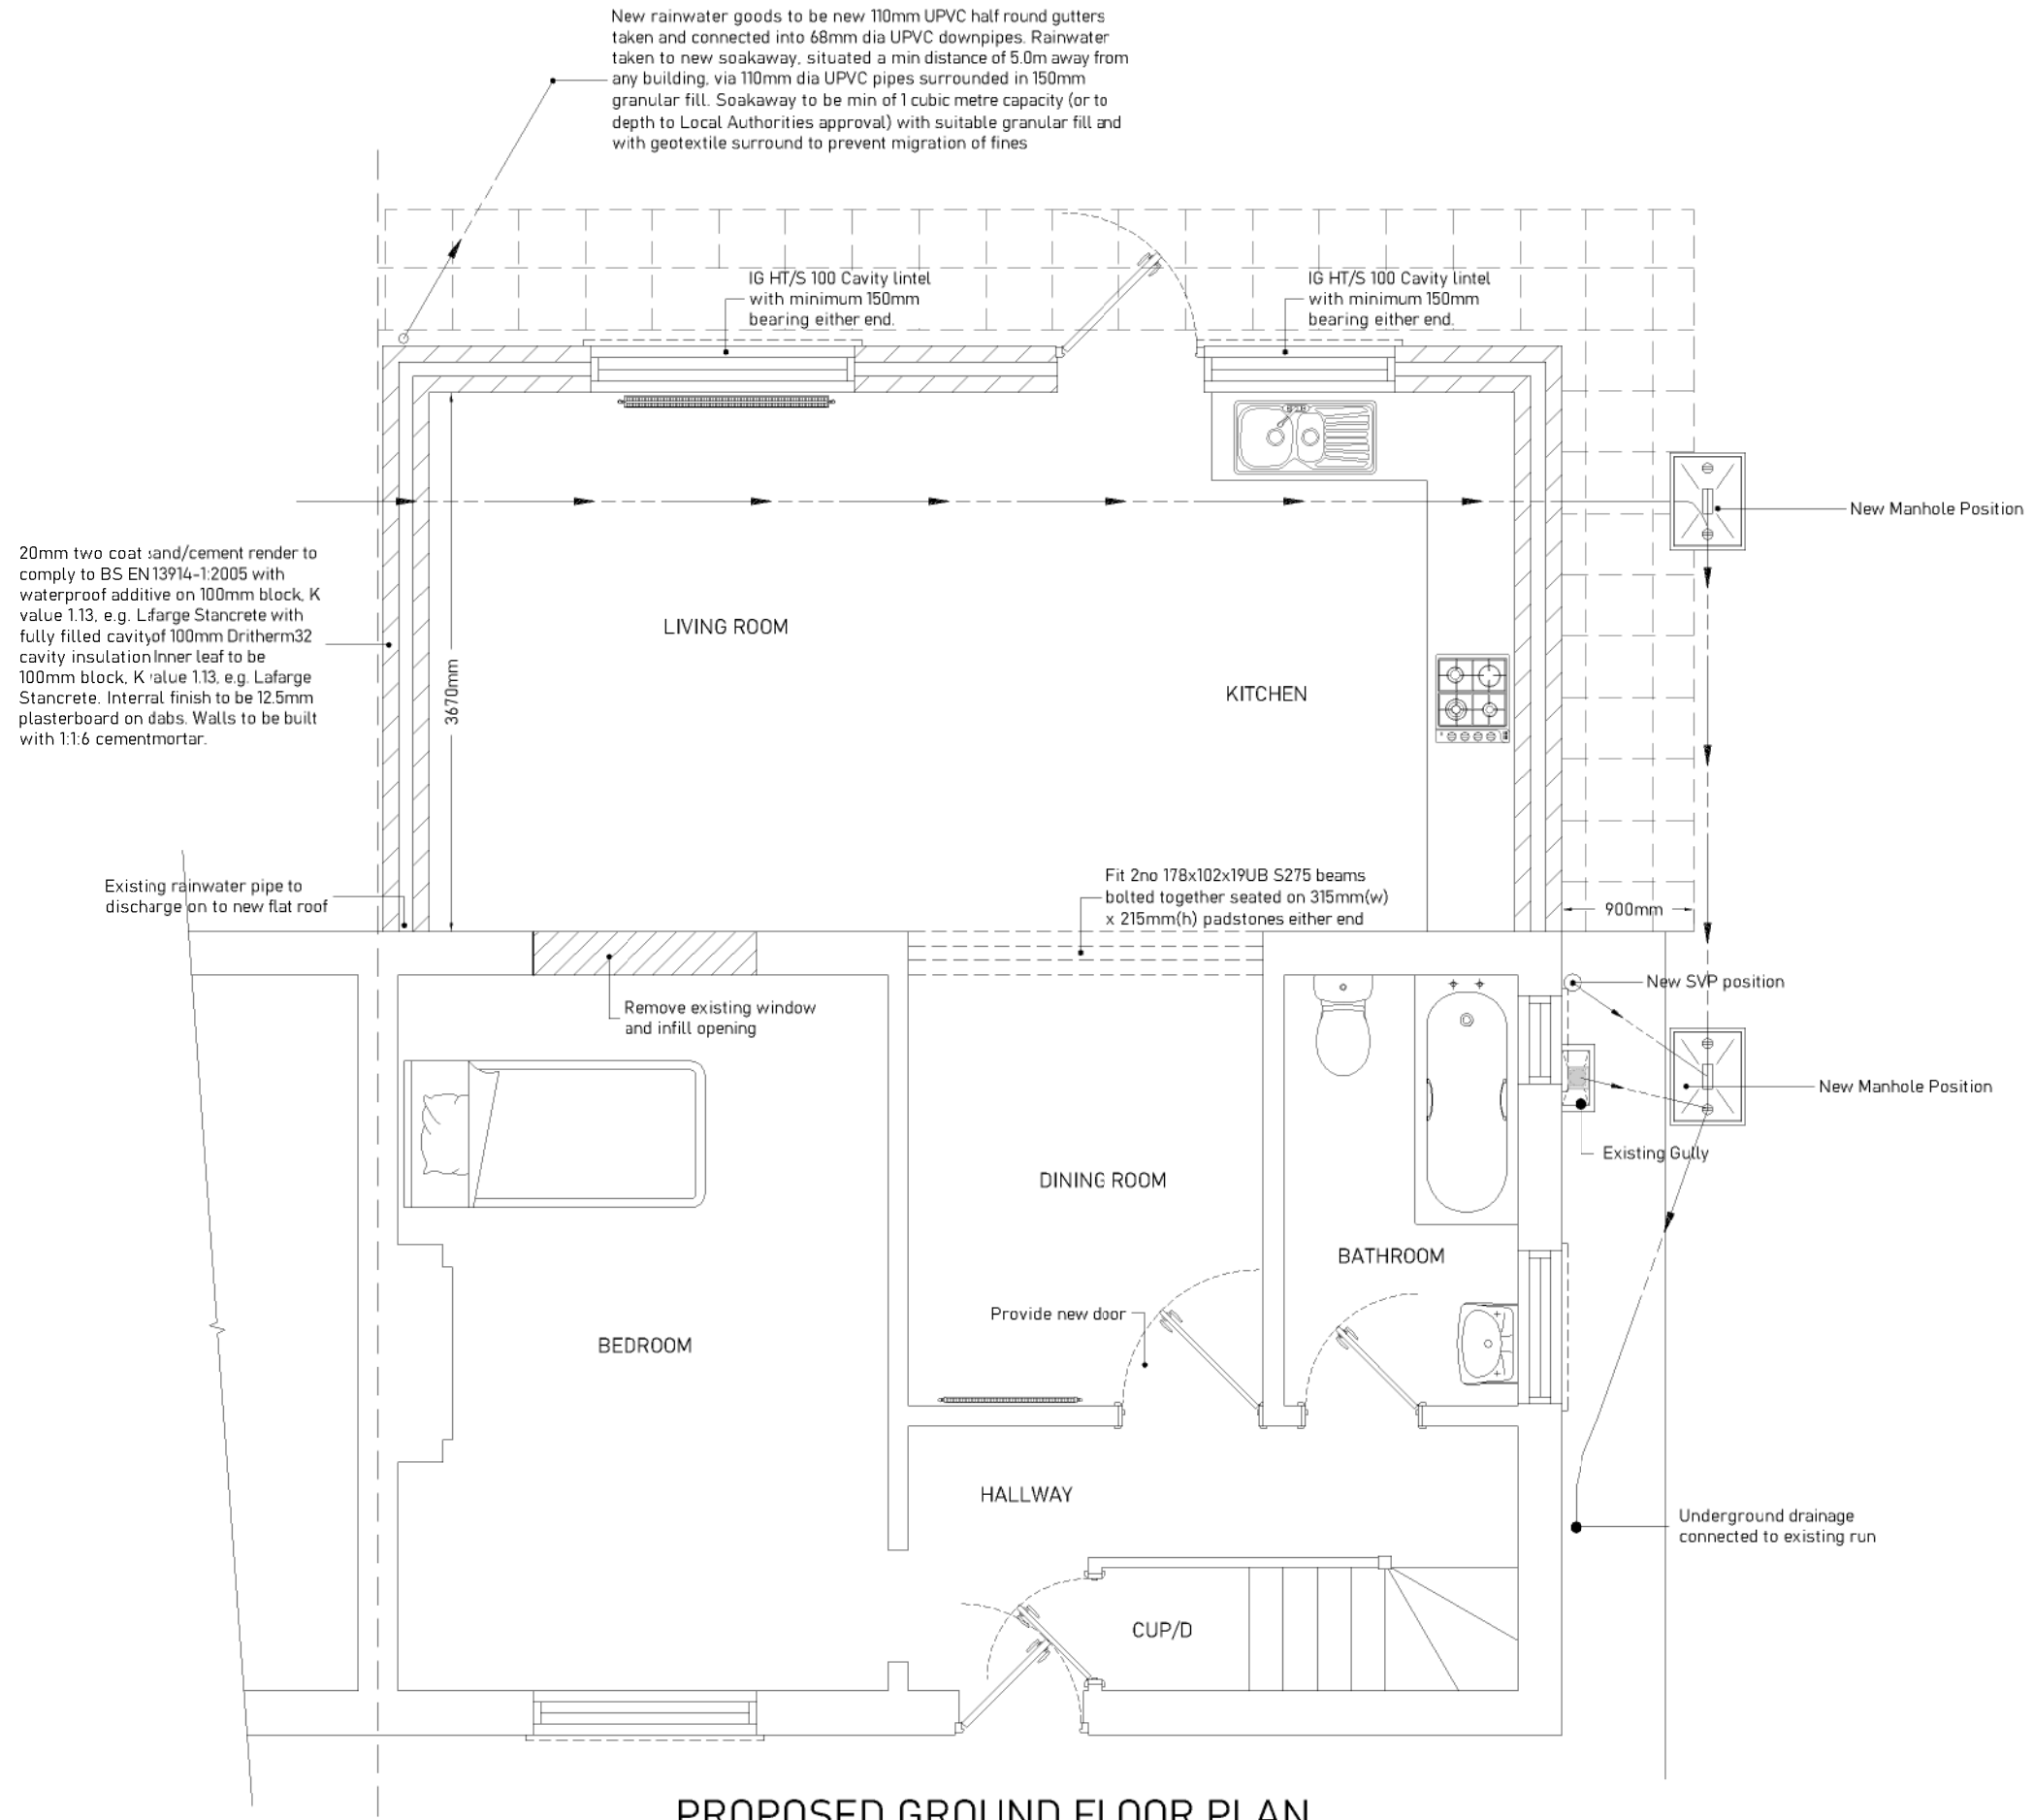 New rainwater goods to be new 110mm UPVC half round gutters
taken and connected into 68mm dia UPVC downpipes. Rainwater
taken to new soakaway, situated a min distance of 5.0m away from
any building, via 110mm dia UPVC pipes surrounded in 150mm
granular fill. Soakaway to be min of 1 cubic metre capacity (or to
depth to Local Authorities approval) with suitable granular fill and
with geotextile surround to prevent migration of fines
IG HT/S 100 Cavity lintel
with minimum 150mm
bearing either end.
IG HT/S 100 Cavity lintel
with minimum 150mm
bearing either end.
New Manhole Position
20mm two coat sand/cement render to
comply to BS EN 13914-1:2005 with
waterproof additive on 100mm block, K
value 1.13, e.g. Lafarge Stancrete with
fully filled cavity of 100mm Dritherm32
cavity insulation Inner leaf to be
100mm block, K value 1.13, e.g. Lafarge
Stancrete. Internal finish to be 12.5mm
plasterboard on dabs. Walls to be built
with 1:1:6 cement mortar.
LIVING ROOM
3670mm
KITCHEN
Existing rainwater pipe to
discharge on to new flat roof
Fit 2no 178x102x19UB S275 beams
bolted together seated on 315mm(w)
x 215mm(h) padstones either end
900mm
Remove existing window
and infill opening
New SVP position
New Manhole Position
Existing Gully
DINING ROOM
BATHROOM
Provide new door
BEDROOM
HALLWAY
Underground drainage
connected to existing run
CUP/D
PROPOSED GROUND FLOOR PLAN